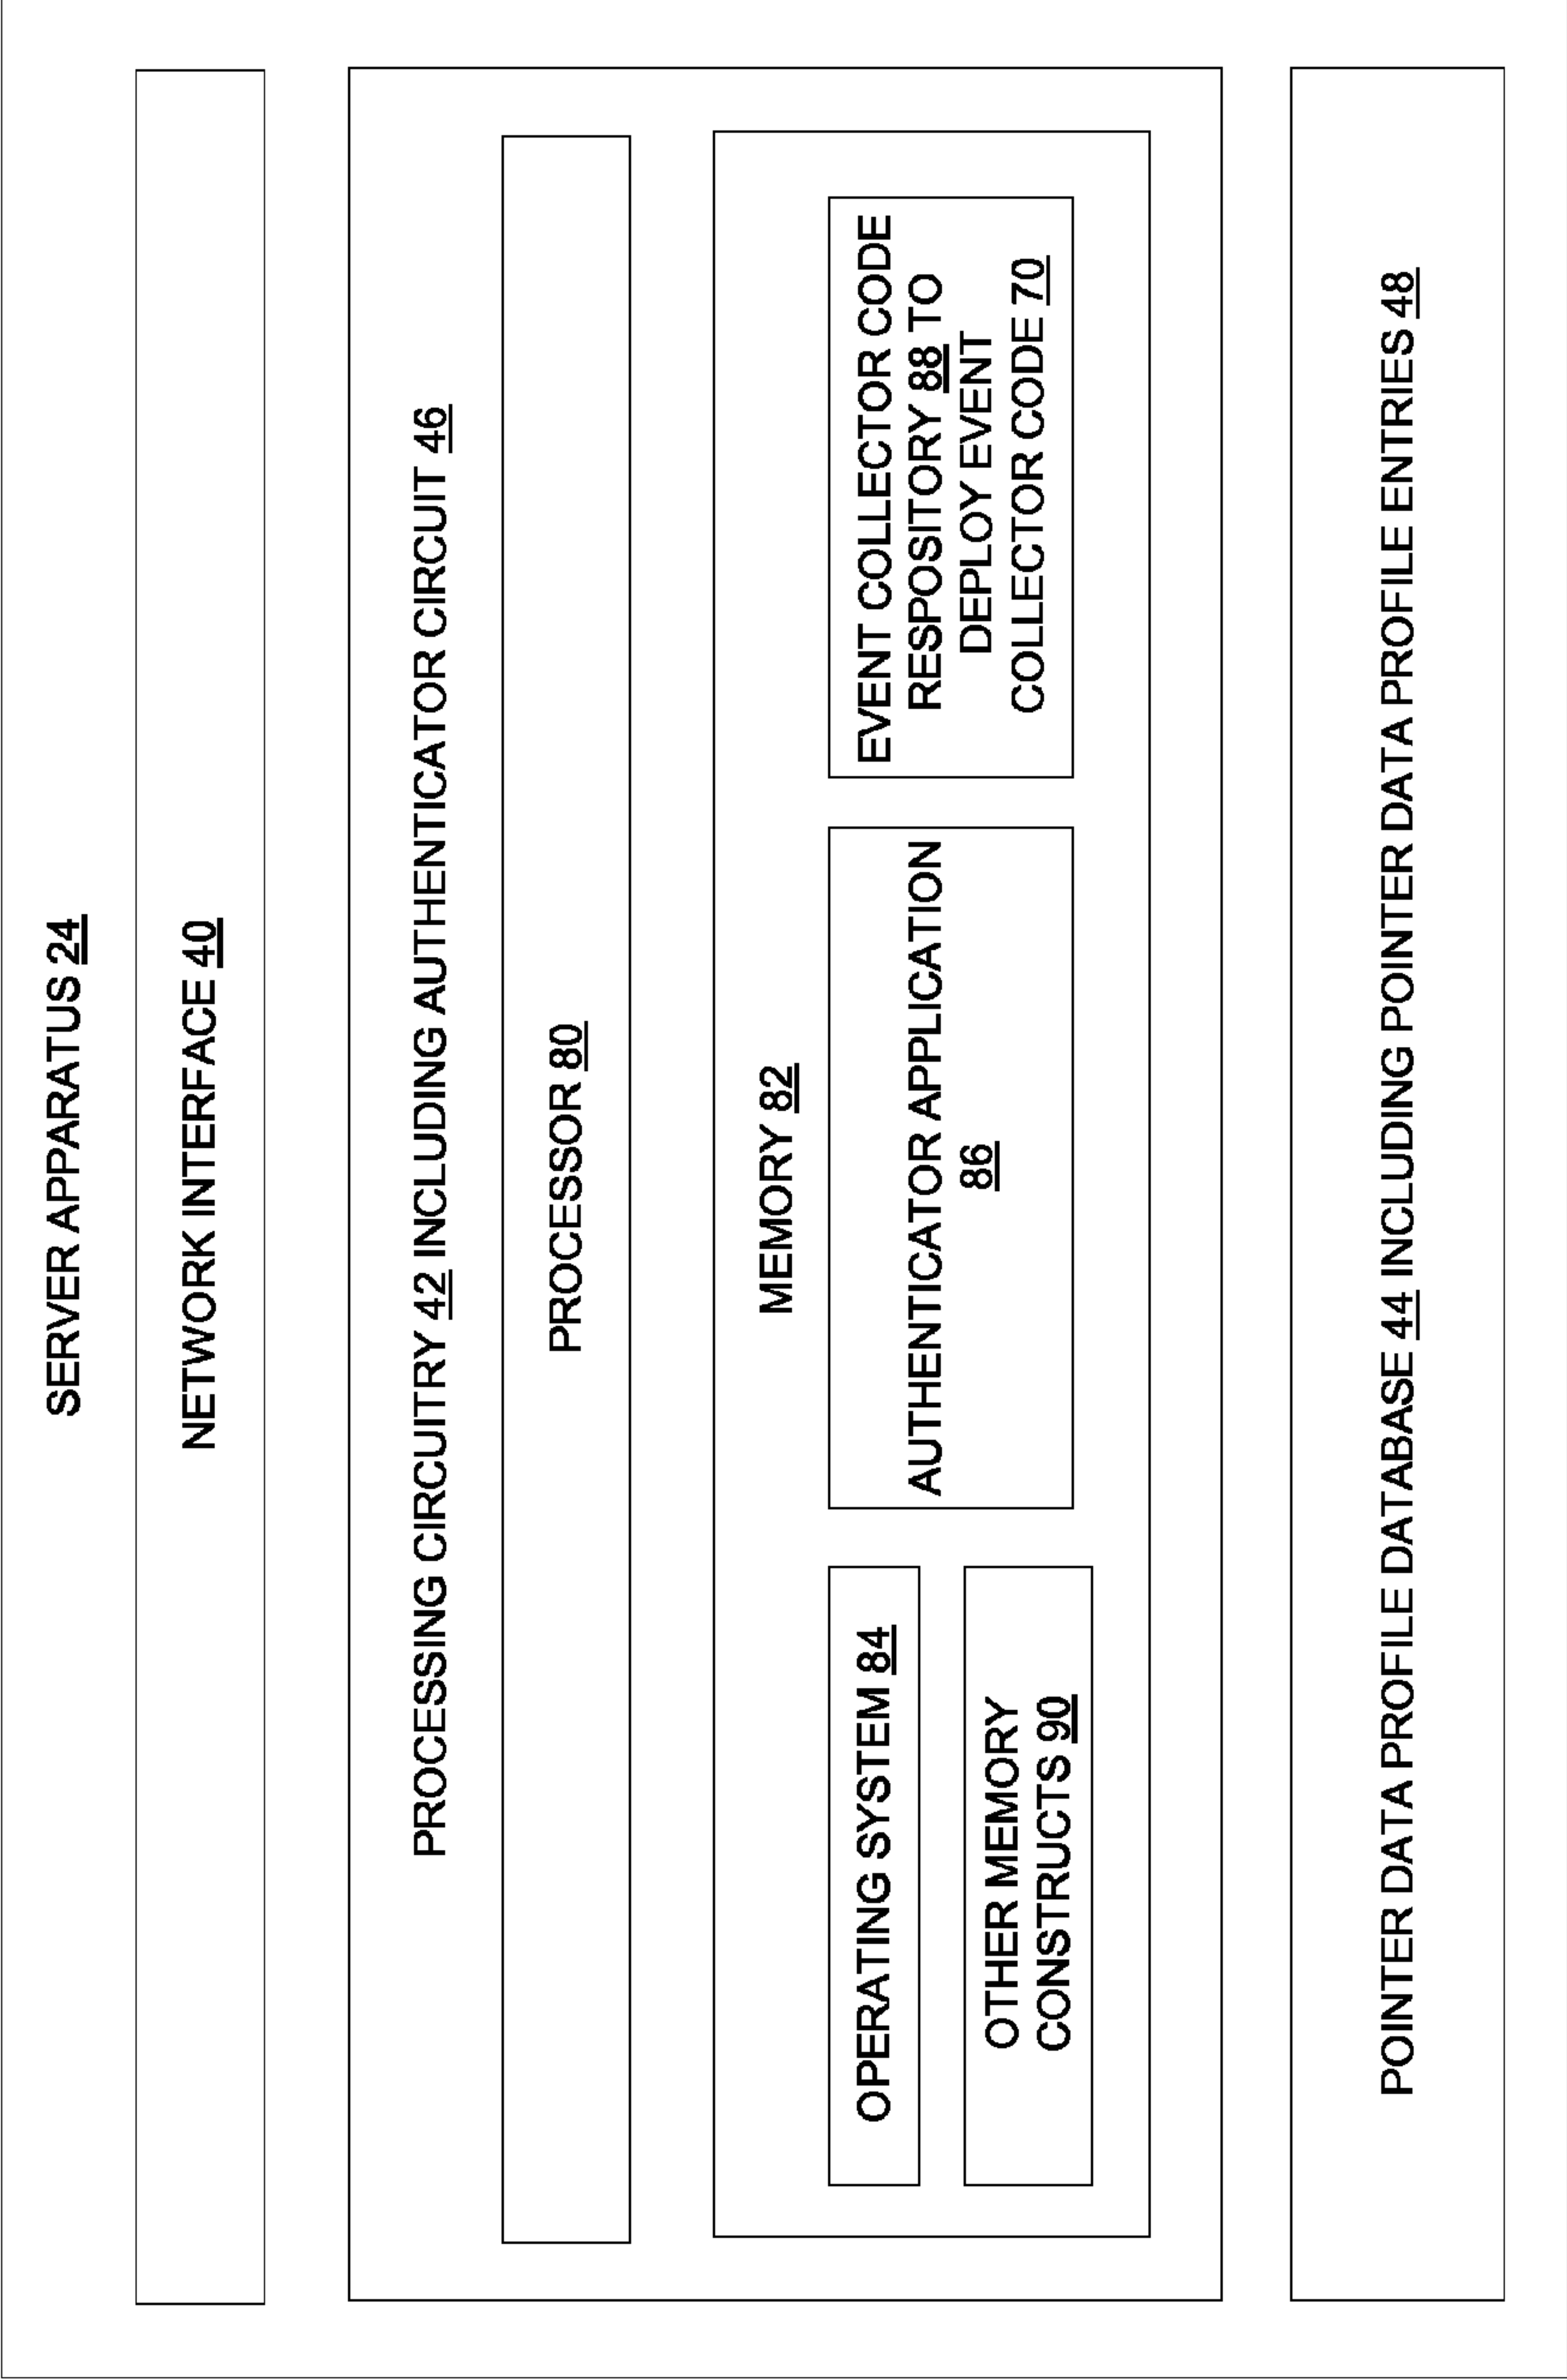 SERVER APPARATUS 24
NETWORK INTERFACE 40
PROCESSING CIRCUITRY 42 INCLUDING AUTHENTICATOR CIRCUIT 46
PROCESSOR 80
MEMORY 82
OPERATING SYSTEM 84
OTHER MEMORY
CONSTRUCTS 90
AUTHENTICATOR APPLICATION
86
EVENT COLLECTOR CODE
RESPOSITORY 88 TO
DEPLOY EVENT
COLLECTOR CODE 70
POINTER DATA PROFILE DATABASE 44 INCLUDING POINTER DATA PROFILE ENTRIES 48